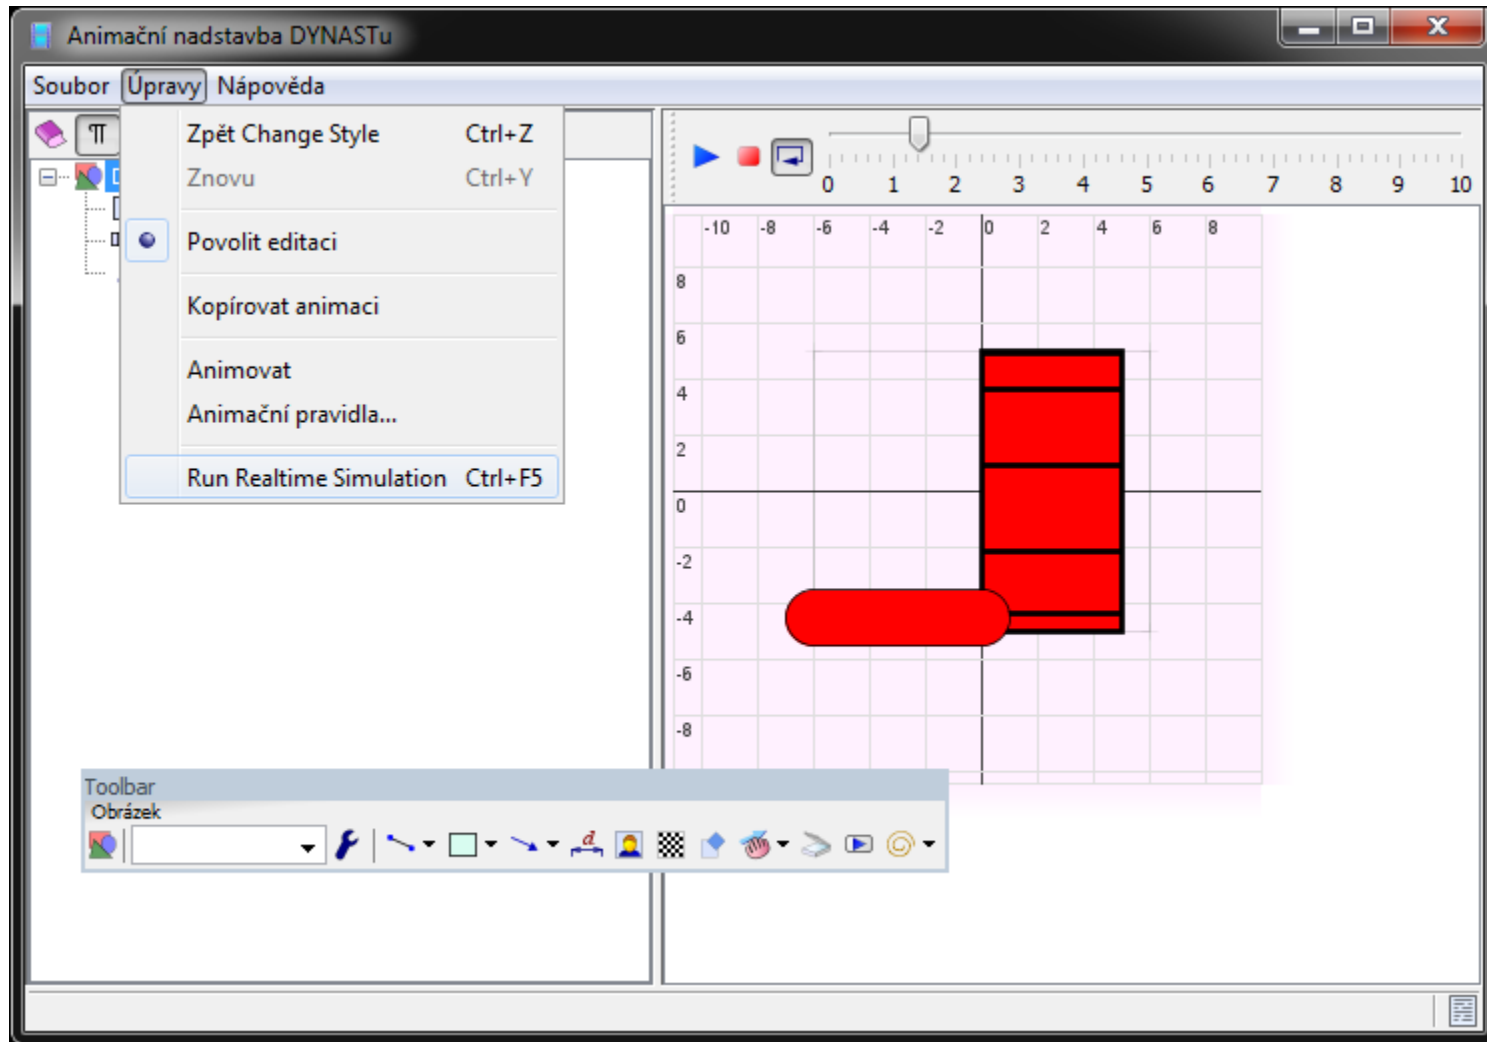 Animační nadstavba DYNASTu
Soubor Úpravy Nápověda
Zpět Change Style Ctrl+Z
Znovu Ctrl+Y
Povolit editaci
Kopírovat animaci
Animovat
Animační pravidla...
Run Realtime Simulation Ctrl+F5
0 1 2 3 4 5 6 7 8 9 10
-10 -8 -6 -4 -2 0 2 4 6 8
8
6
4
2
0
-2
-4
-6
-8
Toolbar
Obrázek
d